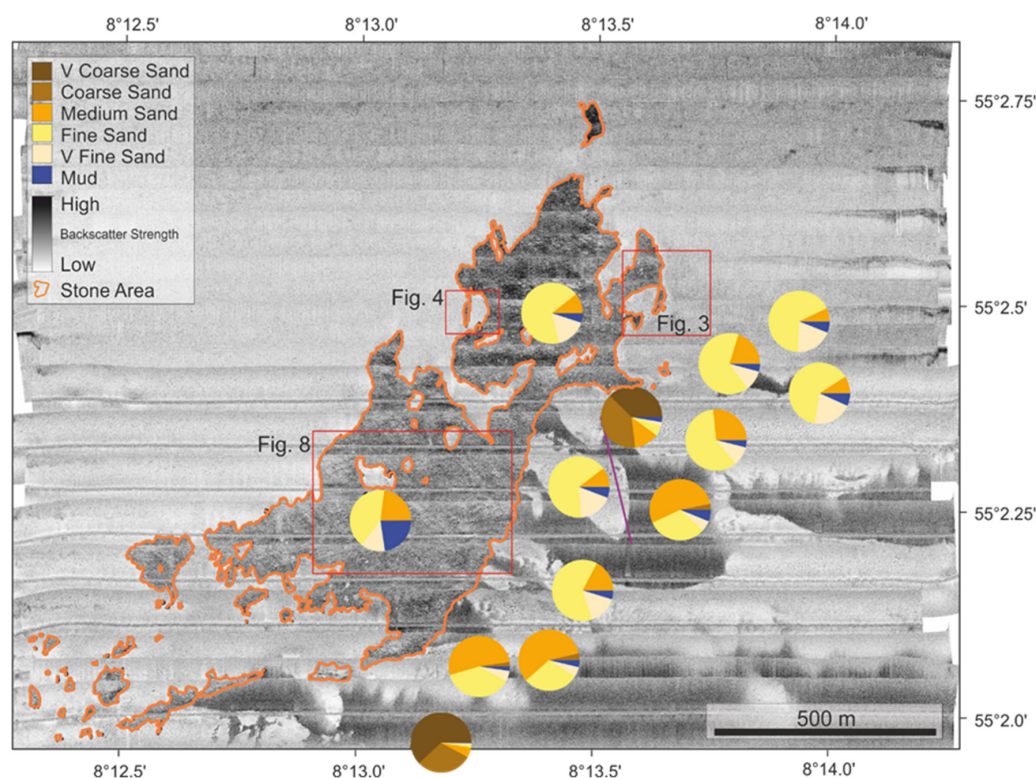 8°12.5' 8°13.0' 8°13.5' 8°14.0'
V Coarse Sand
Coarse Sand
Medium Sand
Fine Sand
V Fine Sand
Mud
High
Backscatter Strength
Low
Stone Area
55°2.75'
Fig. 4
55°2.5'
Fig. 3
Fig. 8
55°2.25'
500 m
55°2.0'
8°12.5' 8°13.0' 8°13.5' 8°14.0'